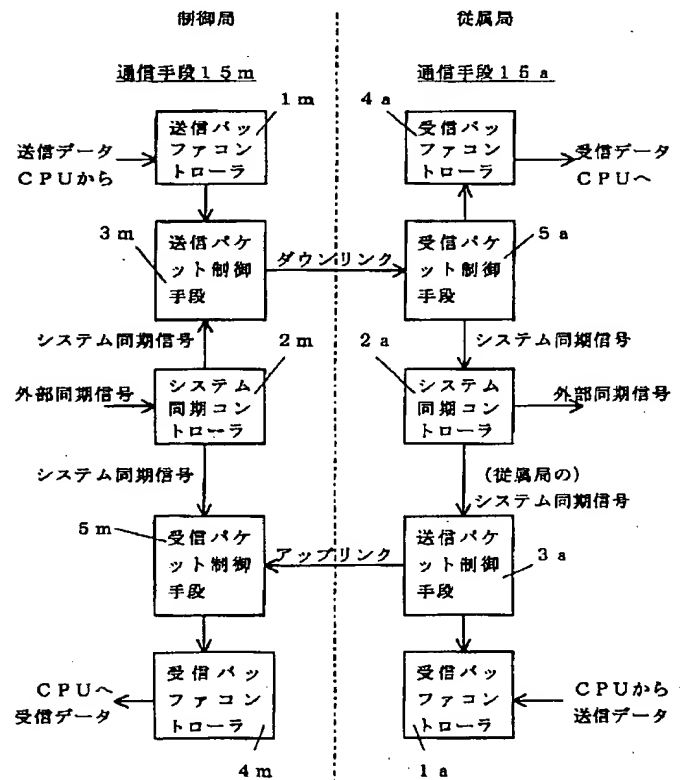 制御局
従属局
通信手段１５ｍ
通信手段１５ａ
１ｍ
４ａ
送信バッ
ファコン
トローラ
受信バッ
ファコン
トローラ
送信データ
ＣＰＵから
受信データ
ＣＰＵへ
３ｍ
送信パケ
ット制御
手段
ダウンリンク
受信パケ
ット制御
手段
５ａ
システム同期信号
システム同期信号
２ｍ
２ａ
外部同期信号
システム
同期コン
トローラ
システム
同期コン
トローラ
外部同期信号
システム同期信号
(従属局の)
システム同期信号
５ｍ
受信パケ
ット制御
手段
アップリンク
送信パケ
ット制御
手段
３ａ
ＣＰＵへ
受信データ
受信バッ
ファコン
トローラ
受信バッ
ファコン
トローラ
ＣＰＵから
送信データ
４ｍ
１ａ